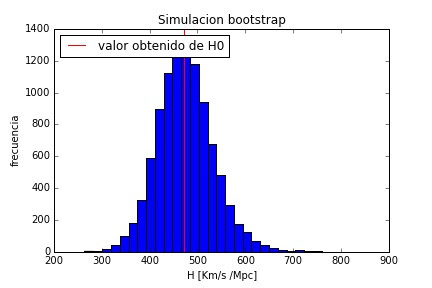 Simulacion bootstrap
1400
1200
1000
800
600
400
200
0
frecuencia
valor obtenido de H0
200 300 400 500 600 700 800 900
H [Km/s /Mpc]